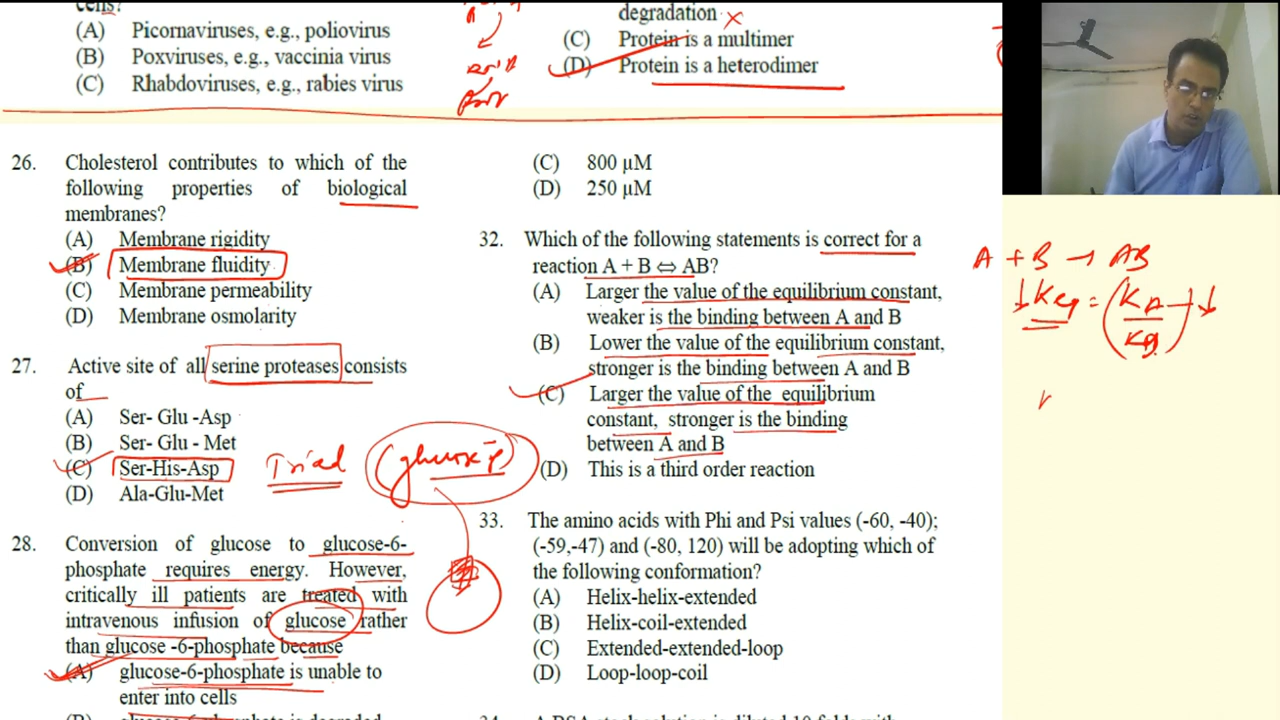 cells?
(A) Picornaviruses, e.g., poliovirus
(B) Poxviruses, e.g., vaccinia virus
(C) Rhabdoviruses, e.g., rabies virus
degradation x
(C) Protein is a multimer
(D) Protein is a heterodimer
26. Cholesterol contributes to which of the
following properties of biological
membranes?
(A) Membrane rigidity
(B) Membrane fluidity
(C) Membrane permeability
(D) Membrane osmolarity
27. Active site of all serine proteases consists
of
(A) Ser- Glu -Asp
(B) Ser- Glu - Met
(C) Ser-His-Asp
(D) Ala-Glu-Met
Triad
28. Conversion of glucose to glucose-6-
phosphate requires energy. However,
critically ill patients are treated with
intravenous infusion of glucose rather
than glucose -6-phosphate because
(A) glucose-6-phosphate is unable to
enter into cells
(C) 800 µM
(D) 250 µM
32. Which of the following statements is correct for a
reaction A + B ⇔ AB?
(A) Larger the value of the equilibrium constant,
weaker is the binding between A and B
(B) Lower the value of the equilibrium constant,
stronger is the binding between A and B
(C) Larger the value of the equilibrium
constant, stronger is the binding
between A and B
(D) This is a third order reaction
33. The amino acids with Phi and Psi values (-60, -40);
(-59,-47) and (-80, 120) will be adopting which of
the following conformation?
(A) Helix-helix-extended
(B) Helix-coil-extended
(C) Extended-extended-loop
(D) Loop-loop-coil
A + B → AB
↓ Keq =